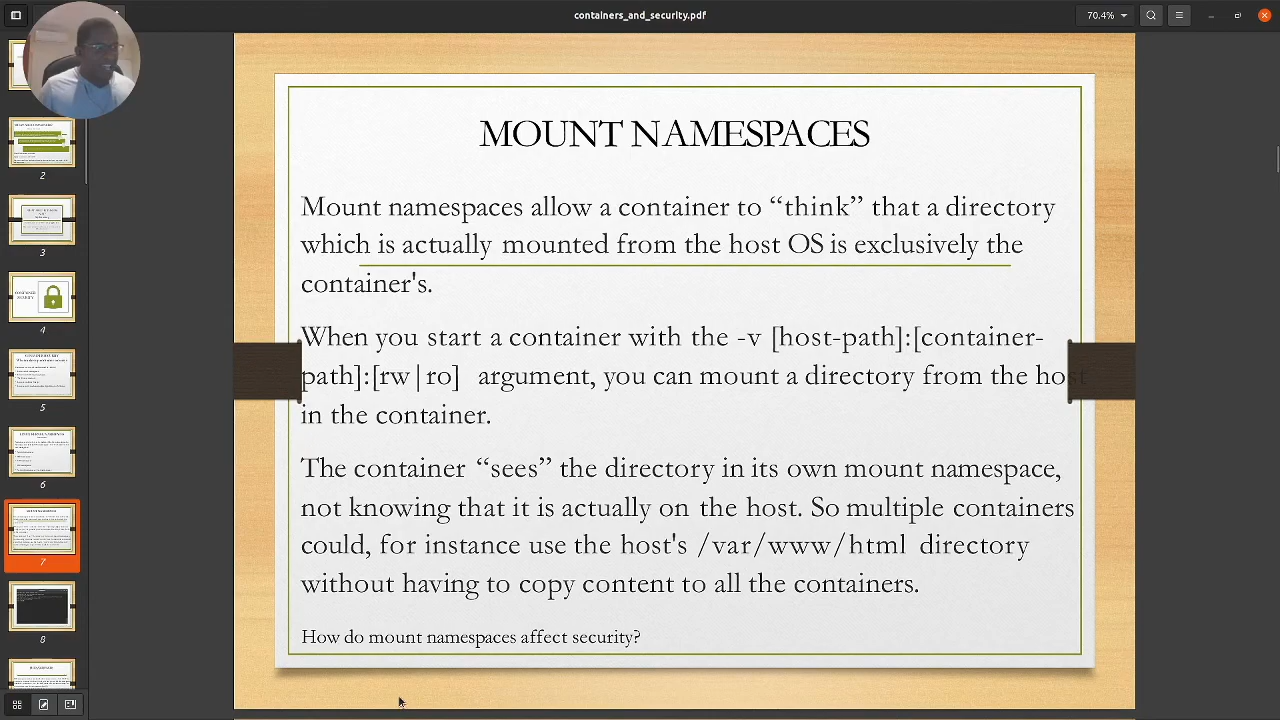 containers_and_security.pdf
70.4%
MOUNT NAMESPACES
Mount namespaces allow a container to “think” that a directory
which is actually mounted from the host OS is exclusively the
container's.
When you start a container with the -v [host-path]:[container-
path]:[rw|ro] argument, you can mount a directory from the host
in the container.
The container “sees” the directory in its own mount namespace,
not knowing that it is actually on the host. So multiple containers
could, for instance use the host's /var/www/html directory
without having to copy content to all the containers.
How do mount namespaces affect security?
2
3
4
5
6
7
8